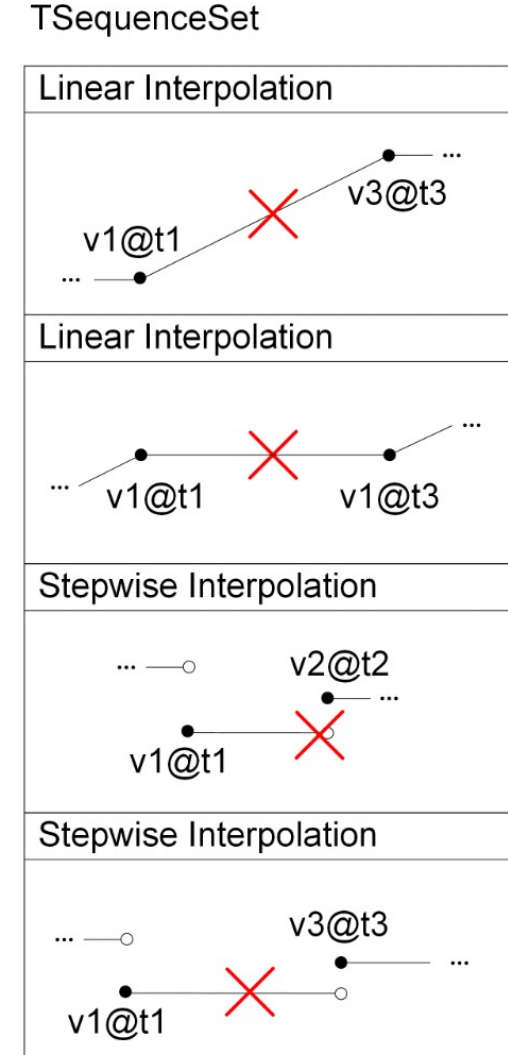 TSequenceSet
Linear Interpolation
... v3@t3
v1@t1
...
Linear Interpolation
...
... v1@t1 v1@t3
Stepwise Interpolation
... v2@t2
...
v1@t1
Stepwise Interpolation
... v3@t3
...
v1@t1